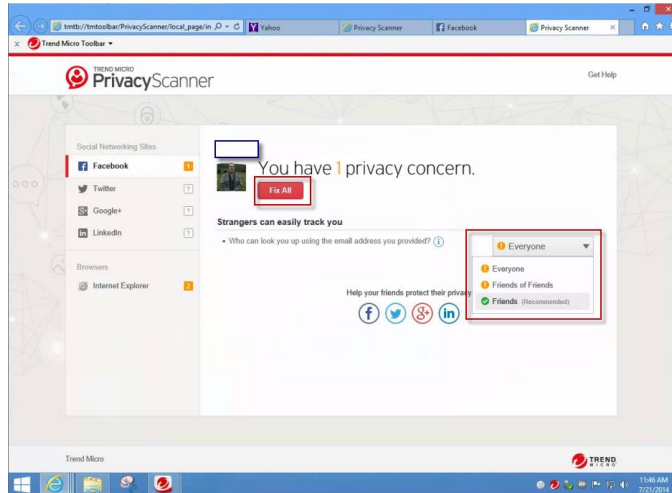 tmtb://tmtoolbar/PrivacyScanner/local_page/in
Yahoo
Privacy Scanner
Facebook
Privacy Scanner
x Trend Micro Toolbar
TREND MICRO
PrivacyScanner
Get Help
Social Networking Sites
Facebook 1
Twitter ?
Google+ ?
LinkedIn ?
Browsers
Internet Explorer 2
You have 1 privacy concern.
Fix All
Strangers can easily track you
• Who can look you up using the email address you provided?
Everyone
Everyone
Friends of Friends
Friends (Recommended)
Help your friends protect their privacy
Trend Micro
TREND
MICRO
11:46 AM
7/21/2014